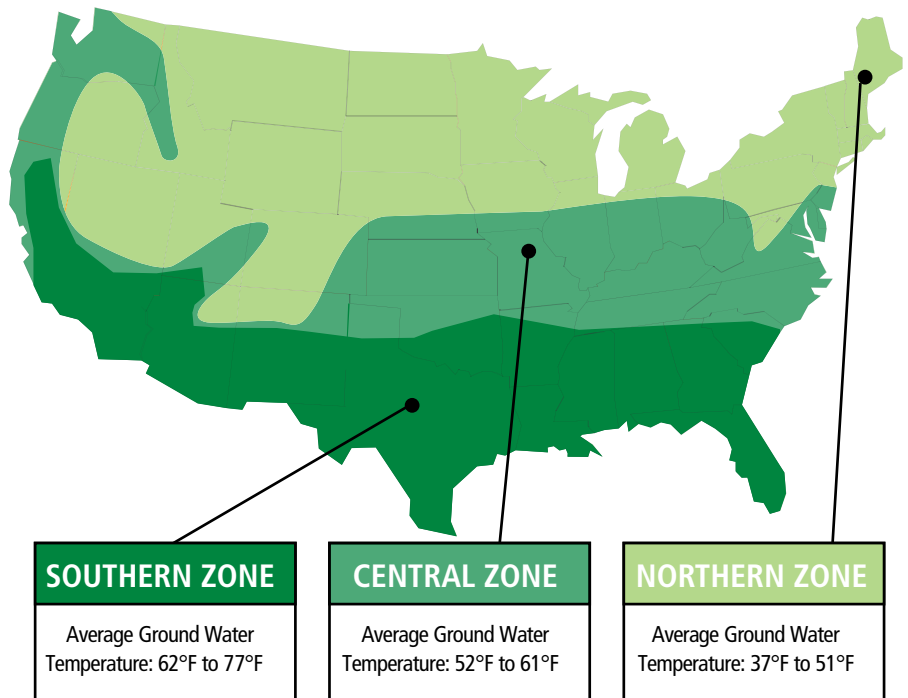 SOUTHERN ZONE
Average Ground Water
Temperature: 62°F to 77°F
CENTRAL ZONE
Average Ground Water
Temperature: 52°F to 61°F
NORTHERN ZONE
Average Ground Water
Temperature: 37°F to 51°F